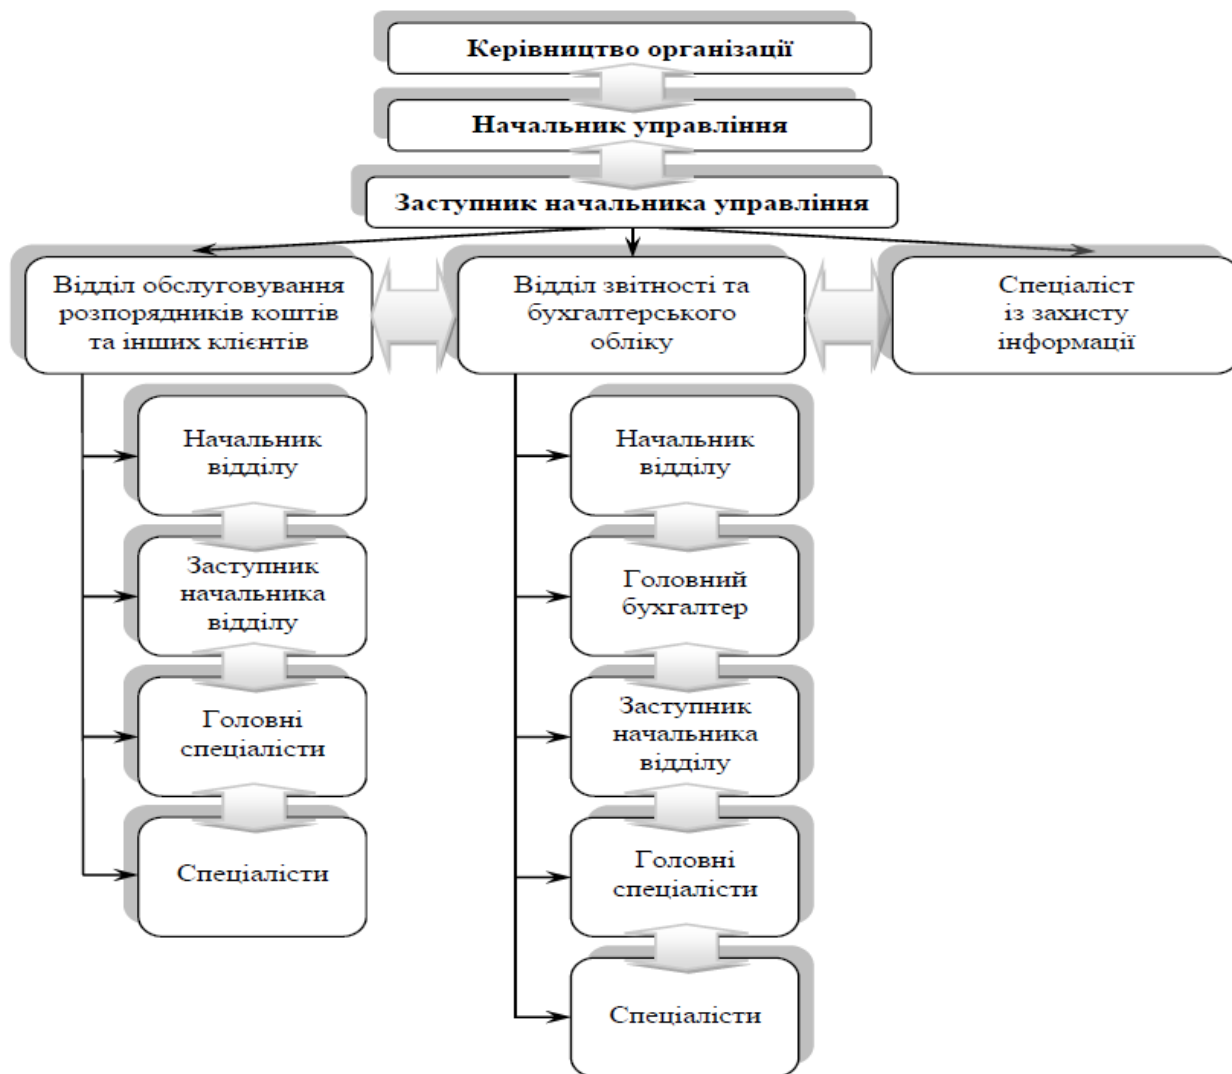 Керівництво організації
Начальник управління
Заступник начальника управління
Відділ обслуговування
розпорядників коштів
та інших клієнтів
Відділ звітності та
бухгалтерського
обліку
Спеціаліст
із захисту
інформації
Начальник
відділу
Заступник
начальника
відділу
Головні
спеціалісти
Спеціалісти
Начальник
відділу
Головний
бухгалтер
Заступник
начальника
відділу
Головні
спеціалісти
Спеціалісти